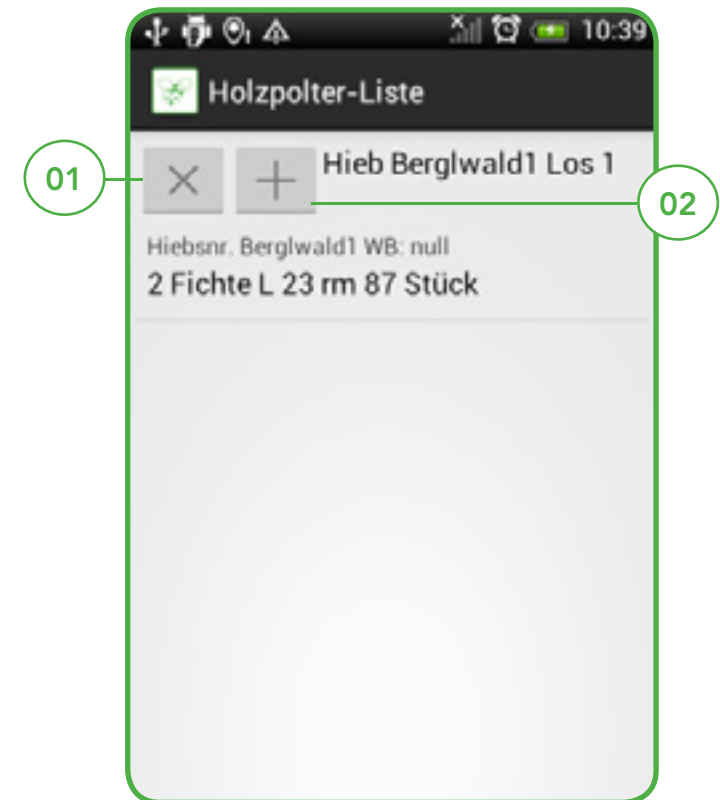 10:39
Holzpolter-Liste
01
Hieb Berglwald1 Los 1
02
Hiebsnr. Berglwald1 WB: null
2 Fichte L 23 rm 87 Stück